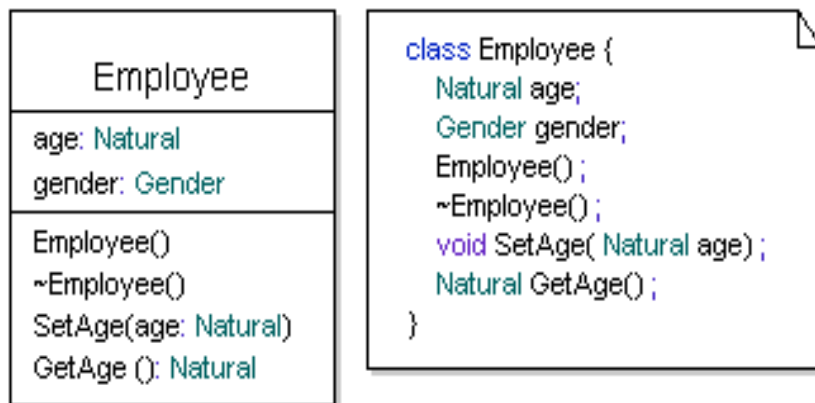 Employee
age: Natural
gender: Gender
Employee()
~Employee()
SetAge(age: Natural)
GetAge (): Natural
class Employee {
Natural age;
Gender gender;
Employee() ;
~Employee() ;
void SetAge( Natural age) ;
Natural GetAge() ;
}